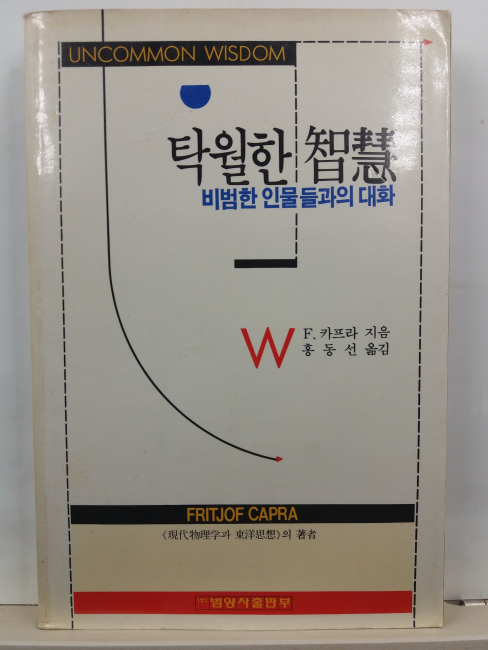 UNCOMMON WISDOM
탁월한 智慧
비범한 인물들과의 대화
W
F. 카프라 지음
홍동선 옮김
FRITJOF CAPRA
《現代物理学과 東洋思想》의 著者
㈜범양사출판부